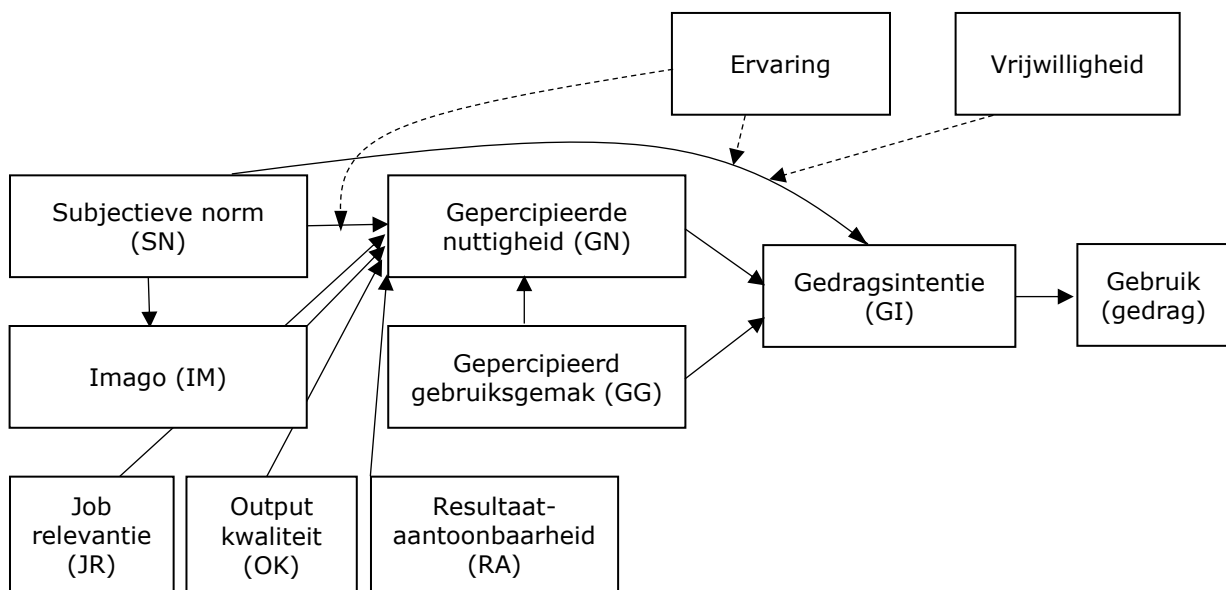 Ervaring
Vrijwilligheid
Subjectieve norm
(SN)
Gepercipieerde
nuttigheid (GN)
Gedragsintentie
(GI)
Gebruik
(gedrag)
Imago (IM)
Gepercipieerd
gebruiksgemak (GG)
Job
relevantie
(JR)
Output
kwaliteit
(OK)
Resultaat-
aantoonbaarheid
(RA)